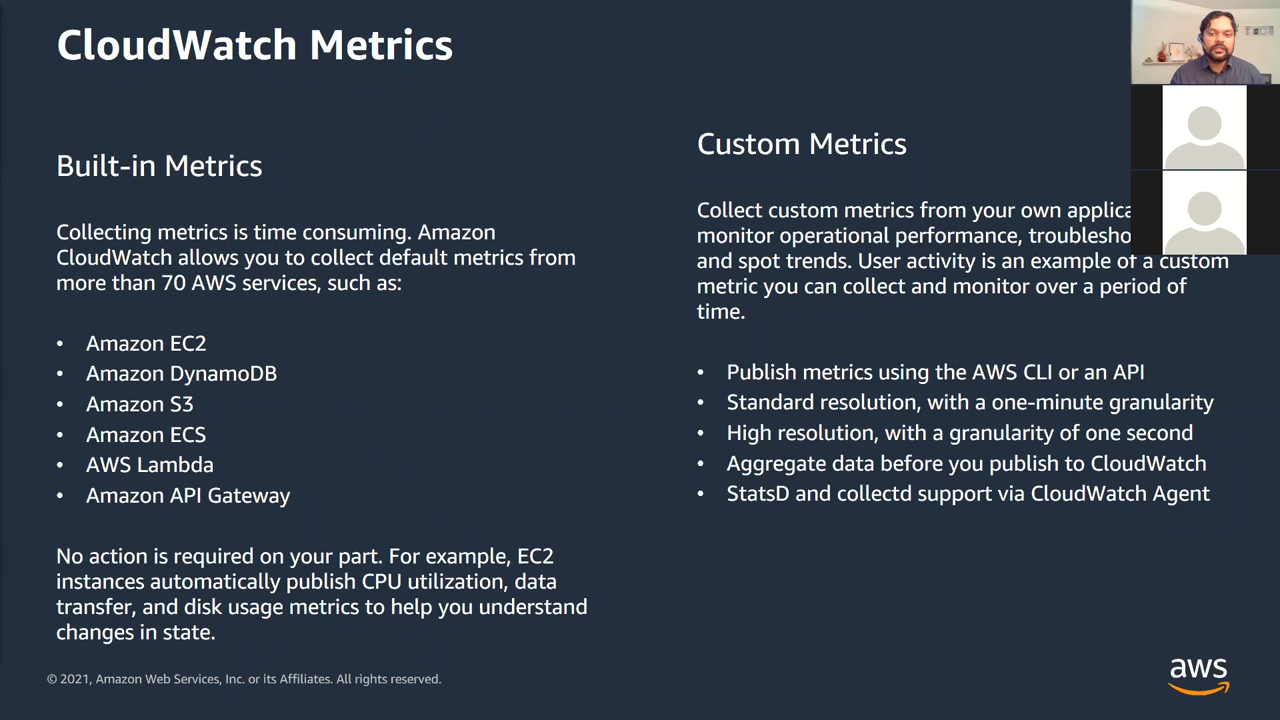 CloudWatch Metrics
Built-in Metrics
Collecting metrics is time consuming. Amazon
CloudWatch allows you to collect default metrics from
more than 70 AWS services, such as:
• Amazon EC2
• Amazon DynamoDB
• Amazon S3
• Amazon ECS
• AWS Lambda
• Amazon API Gateway
No action is required on your part. For example, EC2
instances automatically publish CPU utilization, data
transfer, and disk usage metrics to help you understand
changes in state.
Custom Metrics
Collect custom metrics from your own
monitor operational performance,
and spot trends. User activity is an example of a custom
metric you can collect and monitor over a period of
time.
• Publish metrics using the AWS CLI or an API
• Standard resolution, with a one-minute granularity
• High resolution, with a granularity of one second
• Aggregate data before you publish to CloudWatch
• StatsD and collectd support via CloudWatch Agent
© 2021, Amazon Web Services, Inc. or its Affiliates. All rights reserved.
aws